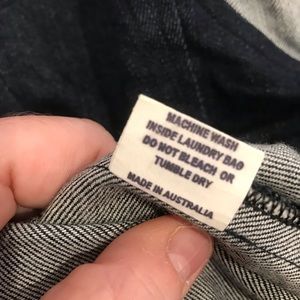 MACHINE WASH
INSIDE LAUNDRY BAG
DO NOT BLEACH OR
TUMBLE DRY
MADE IN AUSTRALIA